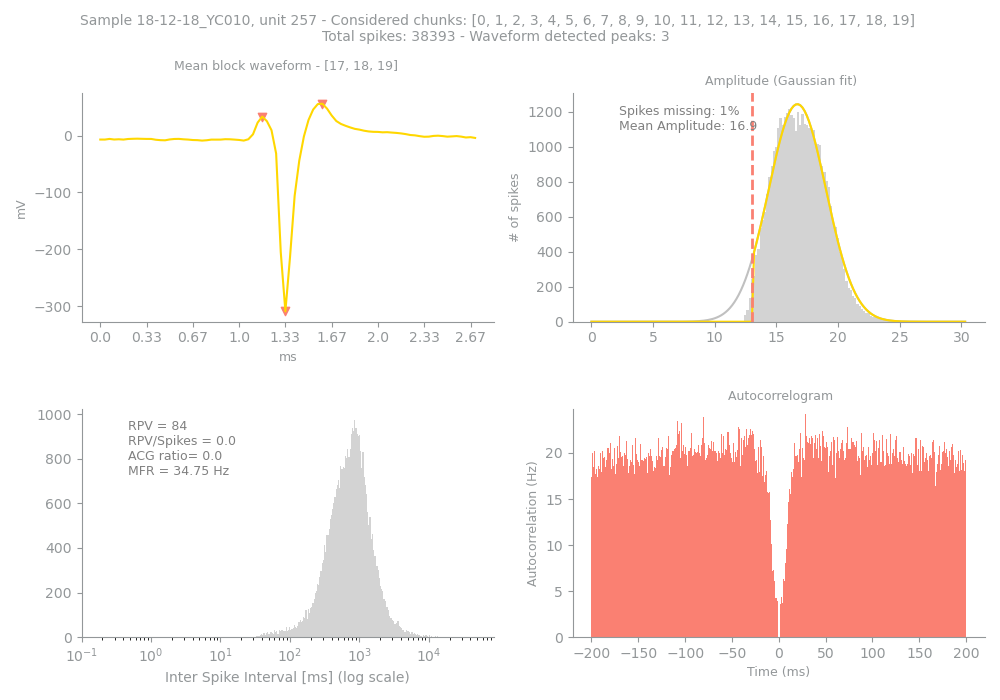 Sample 18-12-18_YC010, unit 257 - Considered chunks: [0, 1, 2, 3, 4, 5, 6, 7, 8, 9, 10, 11, 12, 13, 14, 15, 16, 17, 18, 19]
Total spikes: 38393 - Waveform detected peaks: 3
Mean block waveform - [17, 18, 19]
mV
0
−100
−200
−300
0.0 0.33 0.67 1.0 1.33 1.67 2.0 2.33 2.67
ms
Amplitude (Gaussian fit)
Spikes missing: 1%
Mean Amplitude: 16.9
# of spikes
1200
1000
800
600
400
200
0
0 5 10 15 20 25 30
RPV = 84
RPV/Spikes = 0.0
ACG ratio= 0.0
MFR = 34.75 Hz
1000
800
600
400
200
0
10⁻¹ 10⁰ 10¹ 10² 10³ 10⁴
Inter Spike Interval [ms] (log scale)
Autocorrelogram
Autocorrelation (Hz)
20
15
10
5
0
−200 −150 −100 −50 0 50 100 150 200
Time (ms)